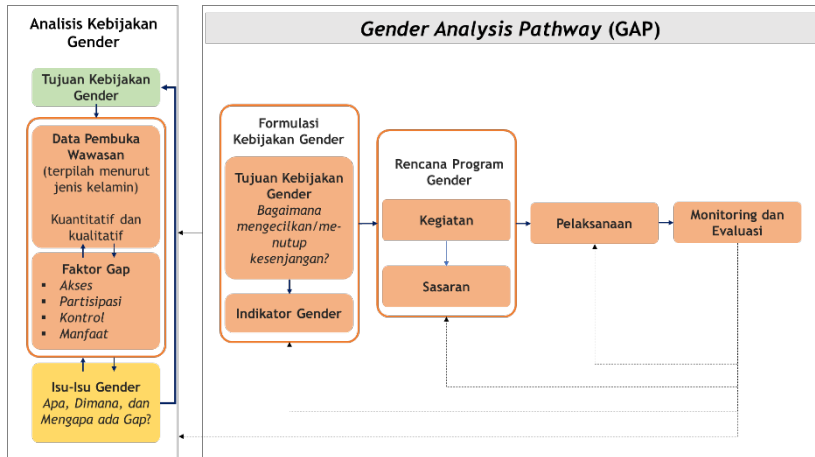 Analisis Kebijakan
Gender
Tujuan Kebijakan
Gender
Data Pembuka
Wawasan
(terpilah menurut
jenis kelamin)
Kuantitatif dan
kualitatif
Faktor Gap
▪ Akses
▪ Partisipasi
▪ Kontrol
▪ Manfaat
Isu-Isu Gender
Apa, Dimana, dan
Mengapa ada Gap?
Gender Analysis Pathway (GAP)
Formulasi
Kebijakan Gender
Tujuan Kebijakan
Gender
Bagaimana
mengecilkan/me-
nutup
kesenjangan?
Indikator Gender
Rencana Program
Gender
Kegiatan
Sasaran
Pelaksanaan
Monitoring dan
Evaluasi